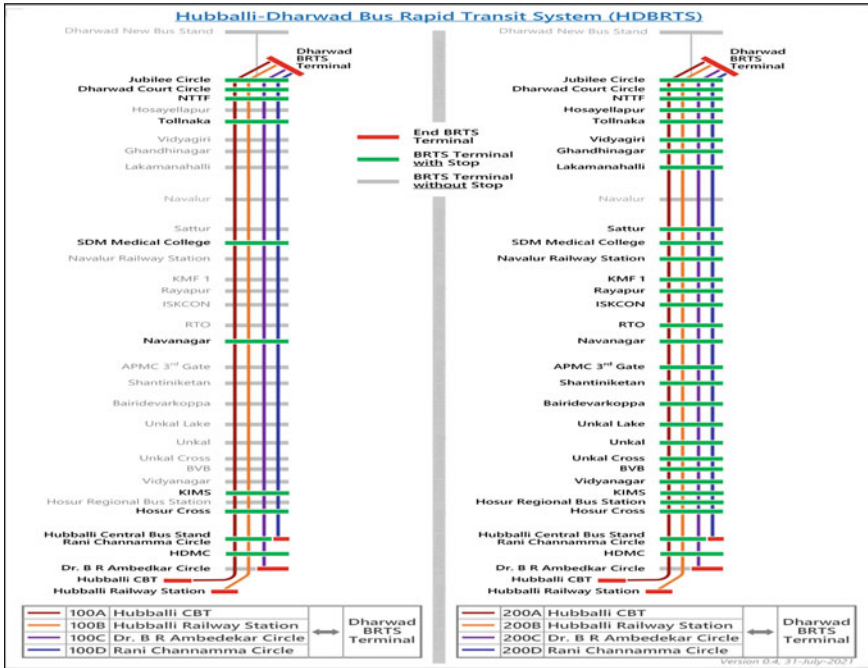 Hubballi-Dharwad Bus Rapid Transit System (HDBRTS)
Dharwad New Bus Stand
Dharwad
BRTS
Terminal
Jubilee Circle
Dharwad Court Circle
NTTF
Hosayellapur
Tollnaka
Vidyagiri
Ghandhinagar
Lakamanahalli
Navalur
Sattur
SDM Medical College
Navalur Railway Station
KMF 1
Rayapur
ISKCON
RTO
Navanagar
APMC 3rd Gate
Shantiniketan
Bairidevarkoppa
Unkal Lake
Unkal
Unkal Cross
BVB
Vidyanagar
KIMS
Hosur Regional Bus Station
Hosur Cross
Hubballi Central Bus Stand
Rani Channamma Circle
HDMC
Dr. B R Ambedkar Circle
Hubballi CBT
Hubballi Railway Station
100A Hubballi CBT
100B Hubballi Railway Station
100C Dr. B R Ambedekar Circle
100D Rani Channamma Circle
Dharwad
BRTS
Terminal
End BRTS
Terminal
BRTS Terminal
with Stop
BRTS Terminal
without Stop
Dharwad New Bus Stand
Dharwad
BRTS
Terminal
Jubilee Circle
Dharwad Court Circle
NTTF
Hosayellapur
Tollnaka
Vidyagiri
Ghandhinagar
Lakamanahalli
Navalur
Sattur
SDM Medical College
Navalur Railway Station
KMF 1
Rayapur
ISKCON
RTO
Navanagar
APMC 3rd Gate
Shantiniketan
Bairidevarkoppa
Unkal Lake
Unkal
Unkal Cross
BVB
Vidyanagar
KIMS
Hosur Regional Bus Station
Hosur Cross
Hubballi Central Bus Stand
Rani Channamma Circle
HDMC
Dr. B R Ambedkar Circle
Hubballi CBT
Hubballi Railway Station
200A Hubballi CBT
200B Hubballi Railway Station
200C Dr. B R Ambedekar Circle
200D Rani Channamma Circle
Dharwad
BRTS
Terminal
Version 0.4, 31-July-2021